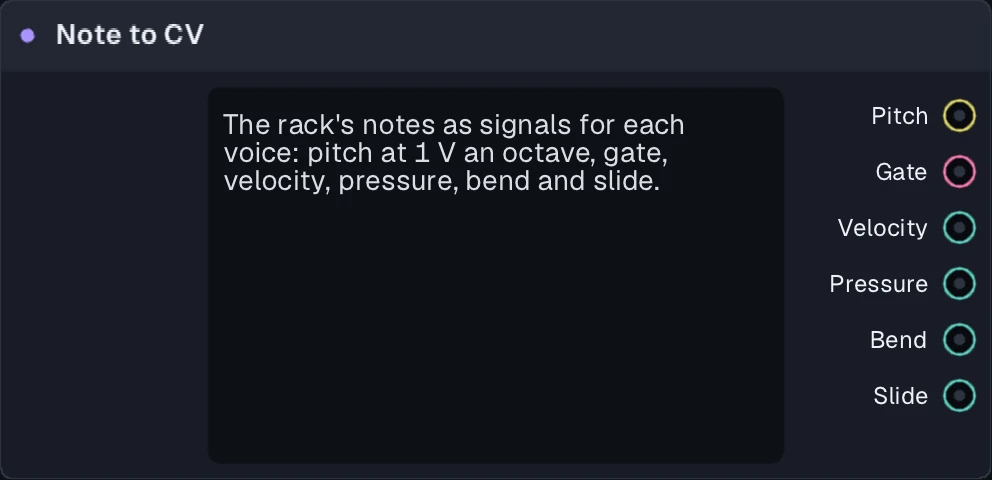 Note to CV
The rack's notes as signals for each
voice: pitch at 1 V an octave, gate,
velocity, pressure, bend and slide.
Pitch
Gate
Velocity
Pressure
Bend
Slide